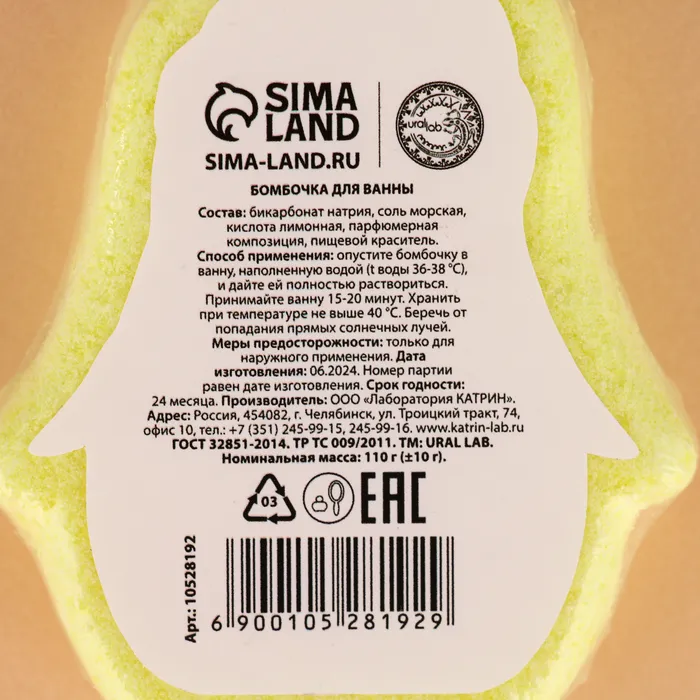 SIMA
LAND
SIMA-LAND.RU
ural lab
БОМБОЧКА ДЛЯ ВАННЫ
Состав: бикарбонат натрия, соль морская,
кислота лимонная, парфюмерная
композиция, пищевой краситель.
Способ применения: опустите бомбочку в
ванну, наполненную водой (t воды 36-38 °С),
и дайте ей полностью раствориться.
Принимайте ванну 15-20 минут. Хранить
при температуре не выше 40 °С. Беречь от
попадания прямых солнечных лучей.
Меры предосторожности: только для
наружного применения. Дата
изготовления: 06.2024. Номер партии
равен дате изготовления. Срок годности:
24 месяца. Производитель: ООО «Лаборатория КАТРИН».
Адрес: Россия, 454082, г. Челябинск, ул. Троицкий тракт, 74,
офис 10, тел.: +7 (351) 245-99-15, 245-99-16. www.katrin-lab.ru
ГОСТ 32851-2014. ТР ТС 009/2011. ТМ: URAL LAB.
Номинальная масса: 110 г (±10 г).
03
EAC
Арт.: 10528192
6 900105 281929